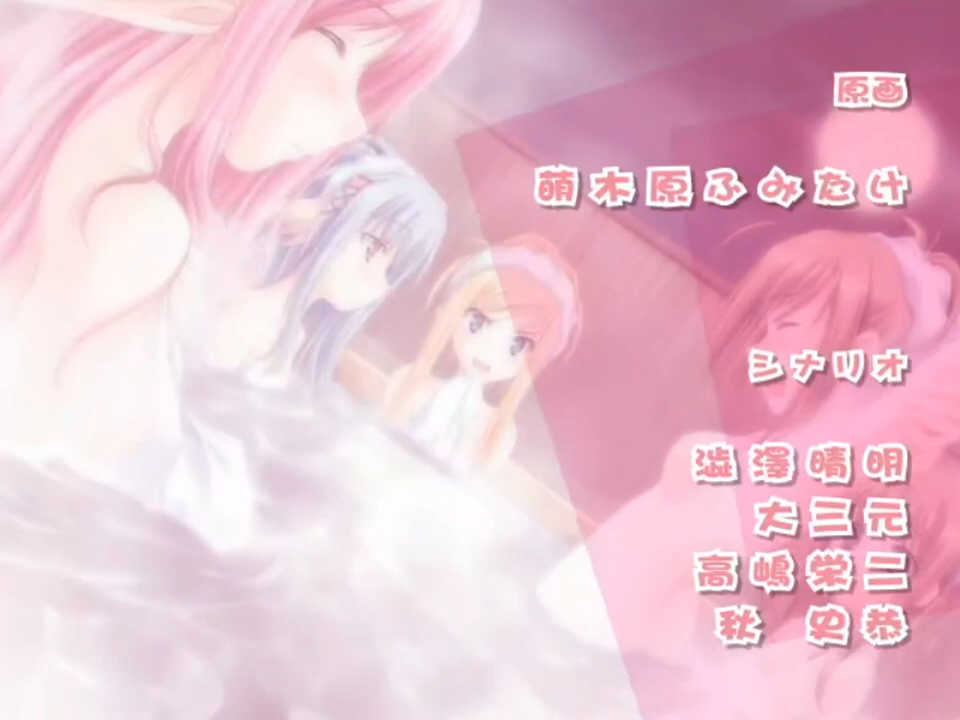 原画
萌木原ふみたけ
シナリオ
澁澤晴明
大三元
高嶋栄二
秋　史恭